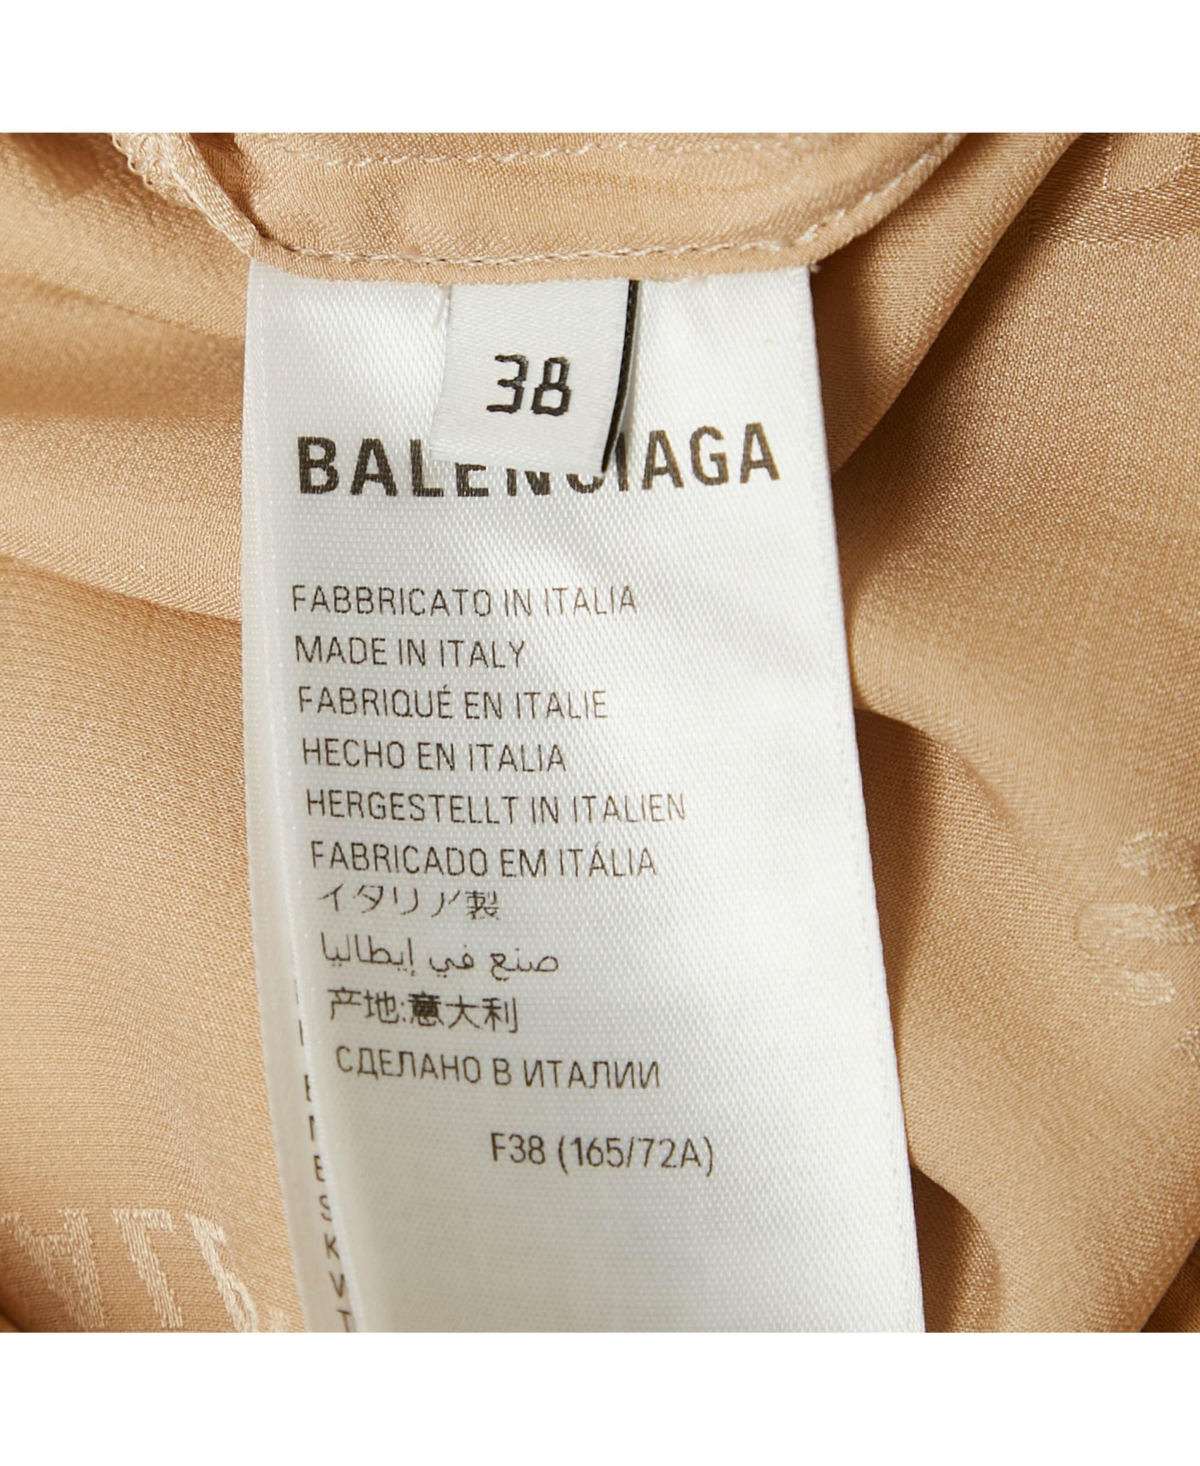 38
BALENCIAGA
FABBRICATO IN ITALIA
MADE IN ITALY
FABRIQUÉ EN ITALIE
HECHO EN ITALIA
HERGESTELLT IN ITALIEN
FABRICADO EM ITÁLIA
イタリア製
صنع في إيطاليا
产地:意大利
СДЕЛАНО В ИТАЛИИ
F38 (165/72A)